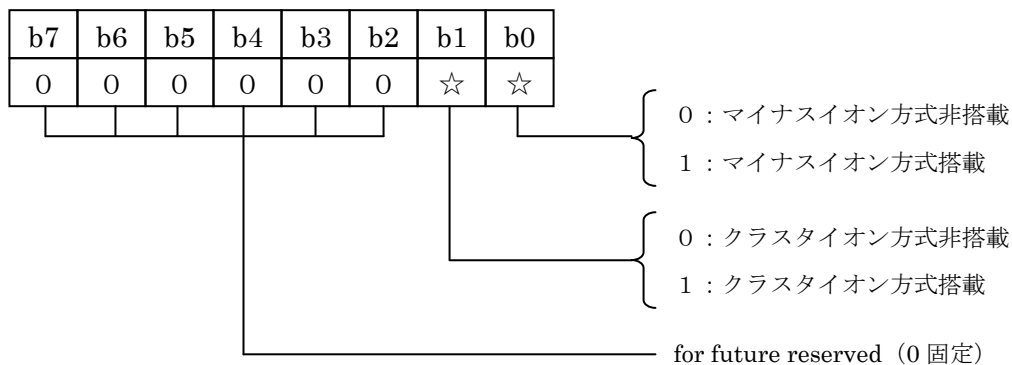 b7 b6 b5 b4 b3 b2 b1 b0
0 0 0 0 0 0 ☆ ☆
0：マイナスイオン方式非搭載
1：マイナスイオン方式搭載
0：クラスタイオン方式非搭載
1：クラスタイオン方式搭載
for future reserved（0 固定）